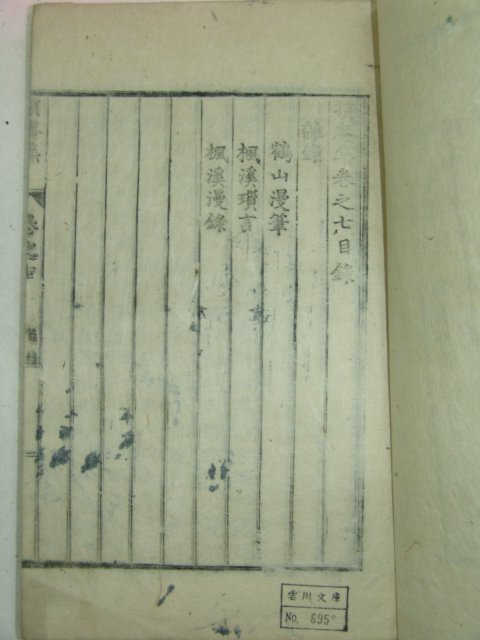 卷之七目錄
雜錄
鶴山漫筆
楓溪瑣言
楓溪漫錄
雲川文庫
No. 695